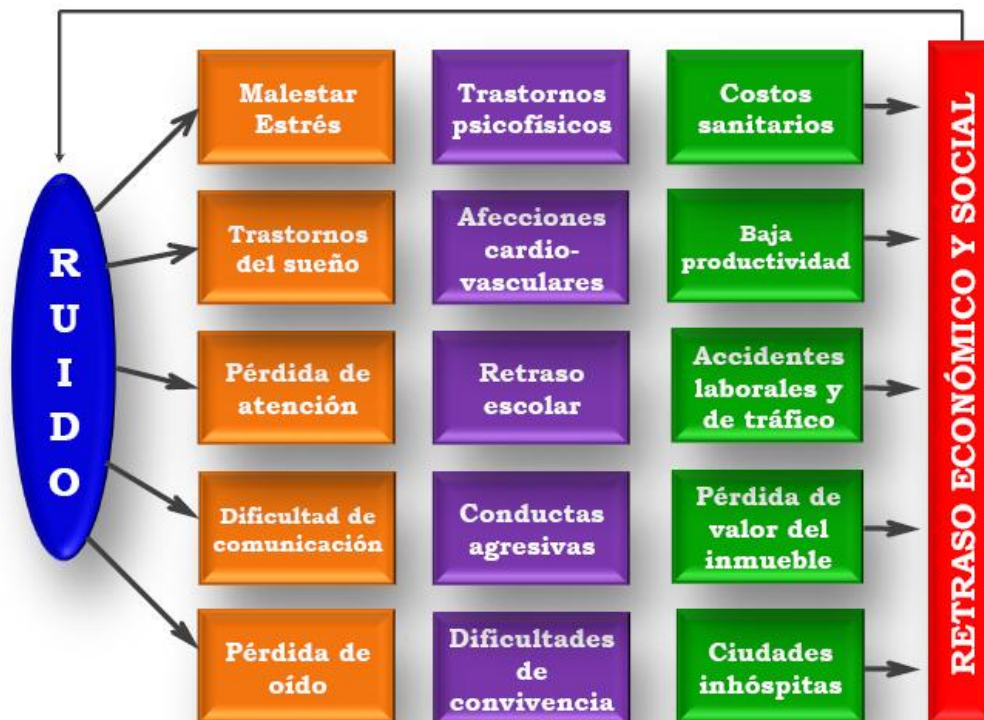 RUIDO
Malestar
Estrés
Trastornos
psicofísicos
Costos
sanitarios
Trastornos
del sueño
Afecciones
cardio-
vasculares
Baja
productividad
Pérdida de
atención
Retraso
escolar
Accidentes
laborales y
de tráfico
Dificultad de
comunicación
Conductas
agresivas
Pérdida de
valor del
inmueble
Pérdida de
oído
Dificultades
de
convivencia
Ciudades
inhóspitas
RETRASO ECONÓMICO Y SOCIAL